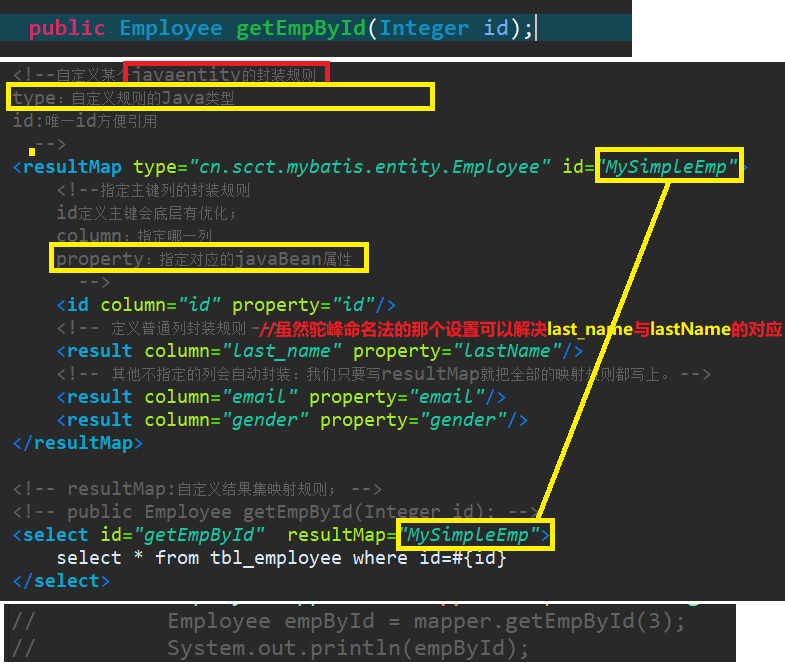 public Employee getEmpById(Integer id);
<!--自定义某个javaentity的封装规则
type：自定义规则的Java类型
id:唯一id方便引用
-->
<resultMap type="cn.scct.mybatis.entity.Employee" id="MySimpleEmp">
<!--指定主键列的封装规则
id定义主键会底层有优化；
column：指定哪一列
property：指定对应的javaBean属性
-->
<id column="id" property="id"/>
<!-- 定义普通列封装规则 -//虽然驼峰命名法的那个设置可以解决last_name与lastName的对应
<result column="last_name" property="lastName"/>
<!-- 其他不指定的列会自动封装：我们只要写resultMap就把全部的映射规则都写上。-->
<result column="email" property="email"/>
<result column="gender" property="gender"/>
</resultMap>
<!-- resultMap:自定义结果集映射规则； -->
<!-- public Employee getEmpById(Integer id); -->
<select id="getEmpById" resultMap="MySimpleEmp">
select * from tbl_employee where id=#{id}
</select>
// Employee empById = mapper.getEmpById(3);
// System.out.println(empById);